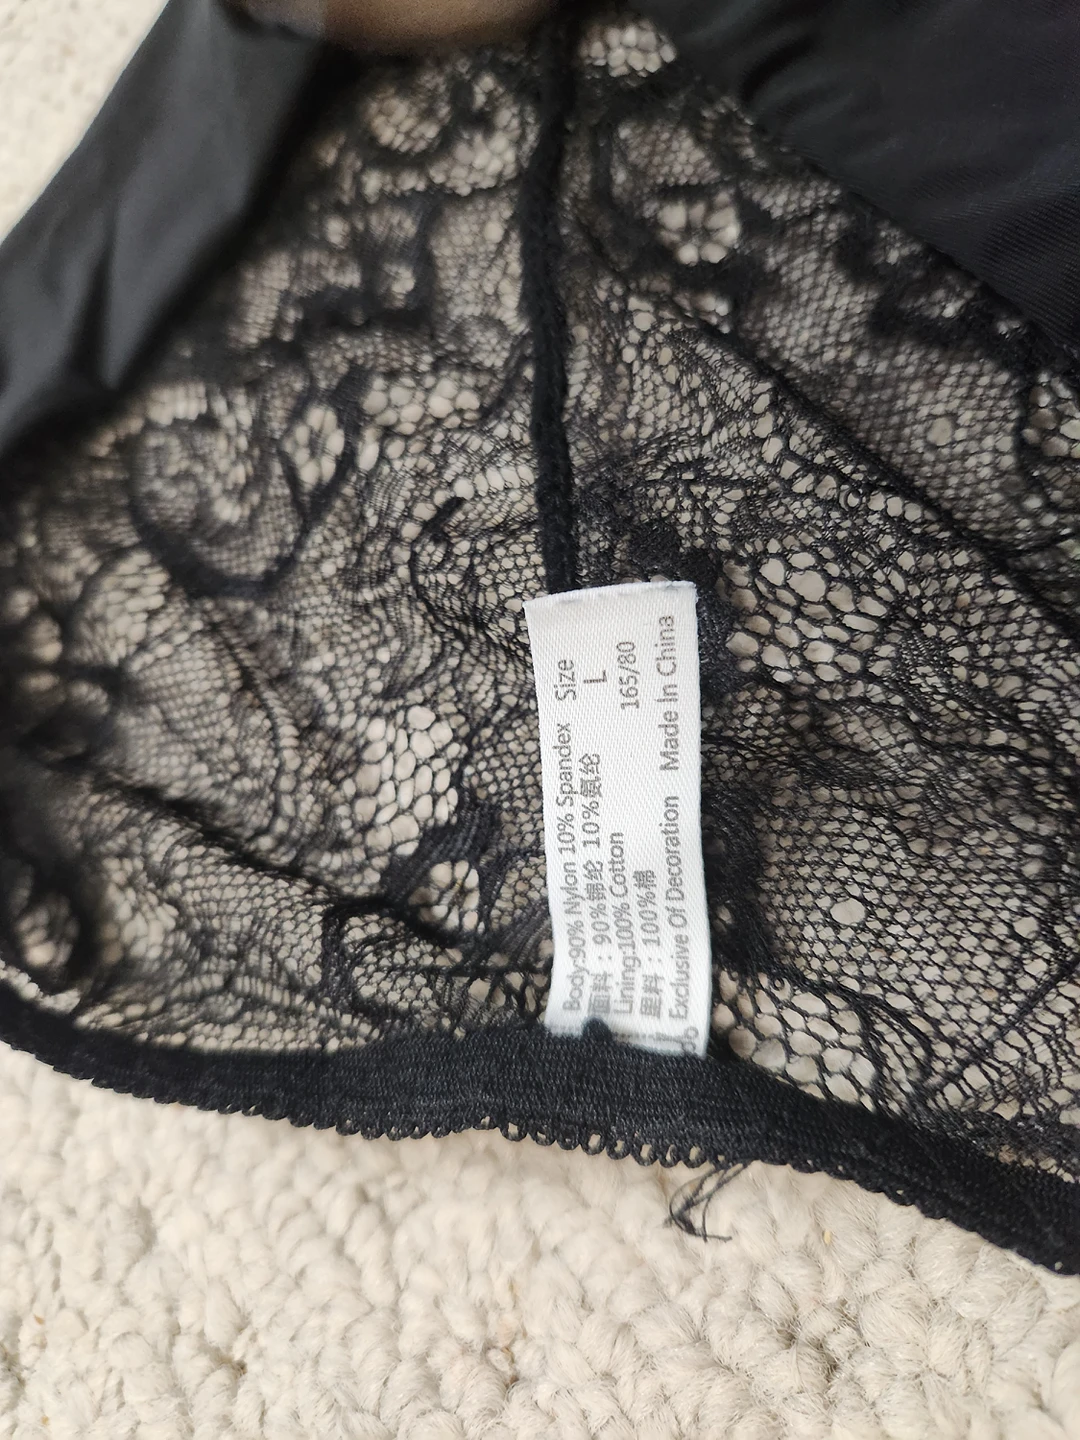 Body:90% Nylon 10% Spandex Size
面料：90%锦纶 10%氨纶 L
Lining:100% Cotton 165/80
里料：100%棉
Exclusive Of Decoration Made In China